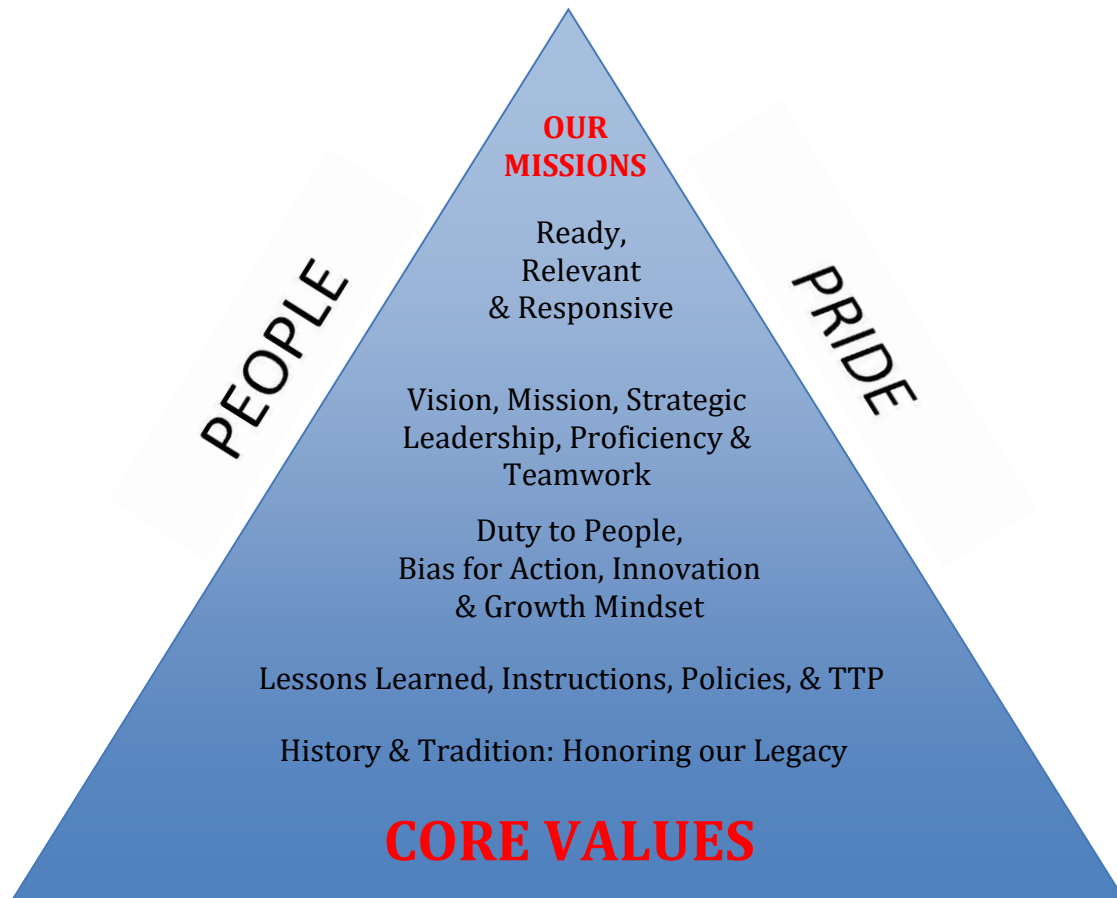 OUR
MISSIONS
Ready,
Relevant
& Responsive
PEOPLE
PRIDE
Vision, Mission, Strategic
Leadership, Proficiency &
Teamwork
Duty to People,
Bias for Action, Innovation
& Growth Mindset
Lessons Learned, Instructions, Policies, & TTP
History & Tradition: Honoring our Legacy
CORE VALUES